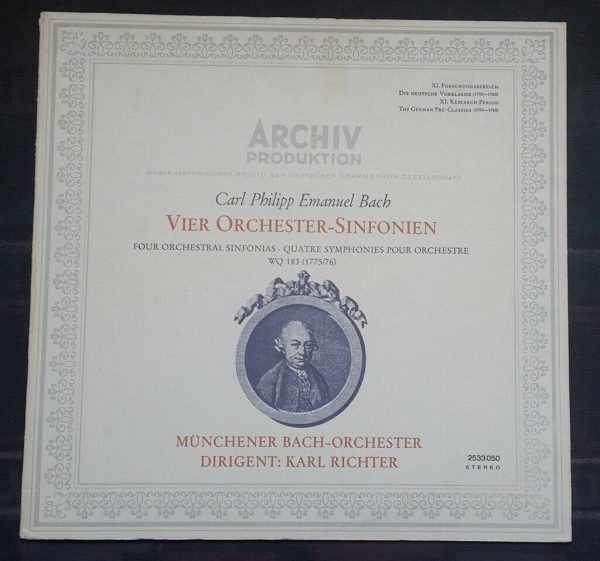 XI. Forschungsbereich
Die deutsche Vorklassik (1700—1760)
XI. Research Period
The German Pre-Classics (1700—1760)
ARCHIV
PRODUKTION
MUSIKHISTORISCHES STUDIO DER DEUTSCHEN GRAMMOPHON GESELLSCHAFT
Carl Philipp Emanuel Bach
VIER ORCHESTER-SINFONIEN
FOUR ORCHESTRAL SINFONIAS · QUATRE SYMPHONIES POUR ORCHESTRE
WQ 183 (1775/76)
MÜNCHENER BACH-ORCHESTER
DIRIGENT: KARL RICHTER
2533 050
STEREO